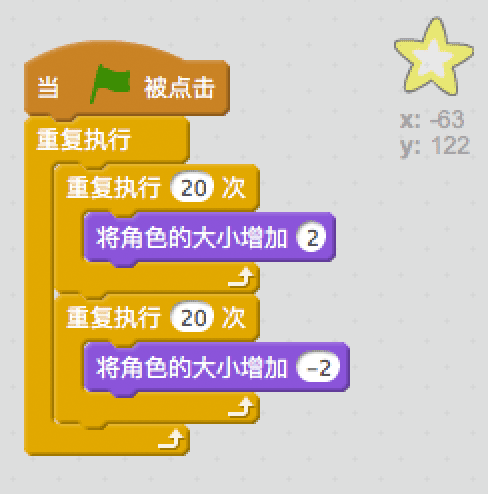 当 被点击
x: -63
y: 122
重复执行
重复执行 20 次
将角色的大小增加 2
重复执行 20 次
将角色的大小增加 -2